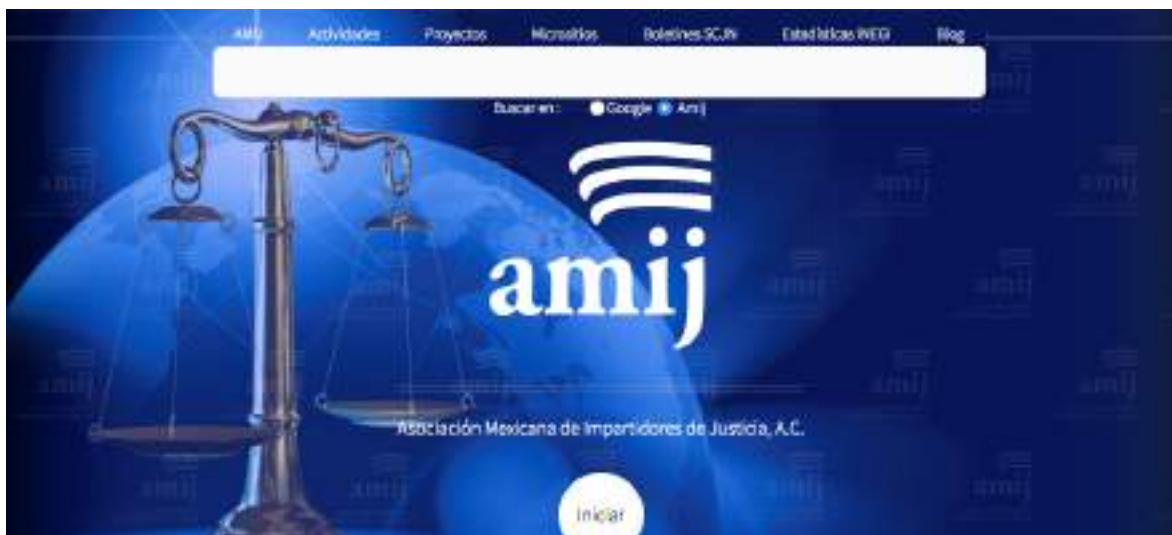 AMIJ Actividades Proyectos Micrositios Boletines SCJN Estadísticas INEGI Blog
Buscar en: Google Amij
amij
Asociación Mexicana de Impartidores de Justicia, A.C.
Iniciar